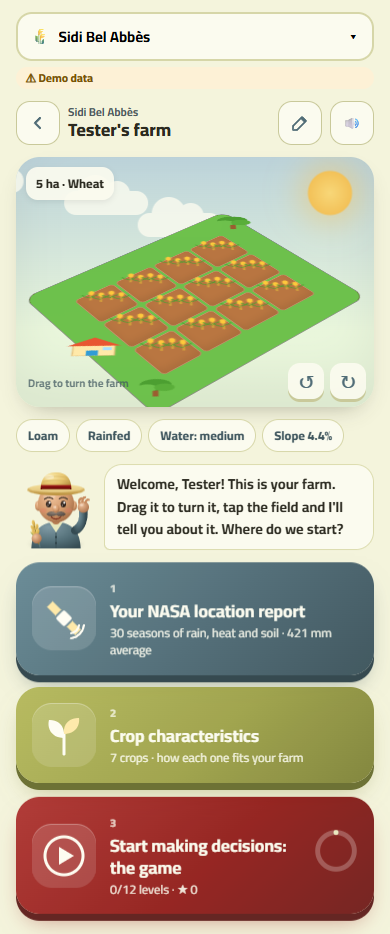 Sidi Bel Abbès
⚠ Demo data
Sidi Bel Abbès
Tester's farm
5 ha · Wheat
Drag to turn the farm
Loam
Rainfed
Water: medium
Slope 4.4%
Welcome, Tester! This is your farm.
Drag it to turn it, tap the field and I'll
tell you about it. Where do we start?
1
Your NASA location report
30 seasons of rain, heat and soil · 421 mm
average
2
Crop characteristics
7 crops · how each one fits your farm
3
Start making decisions:
the game
0/12 levels · ★ 0